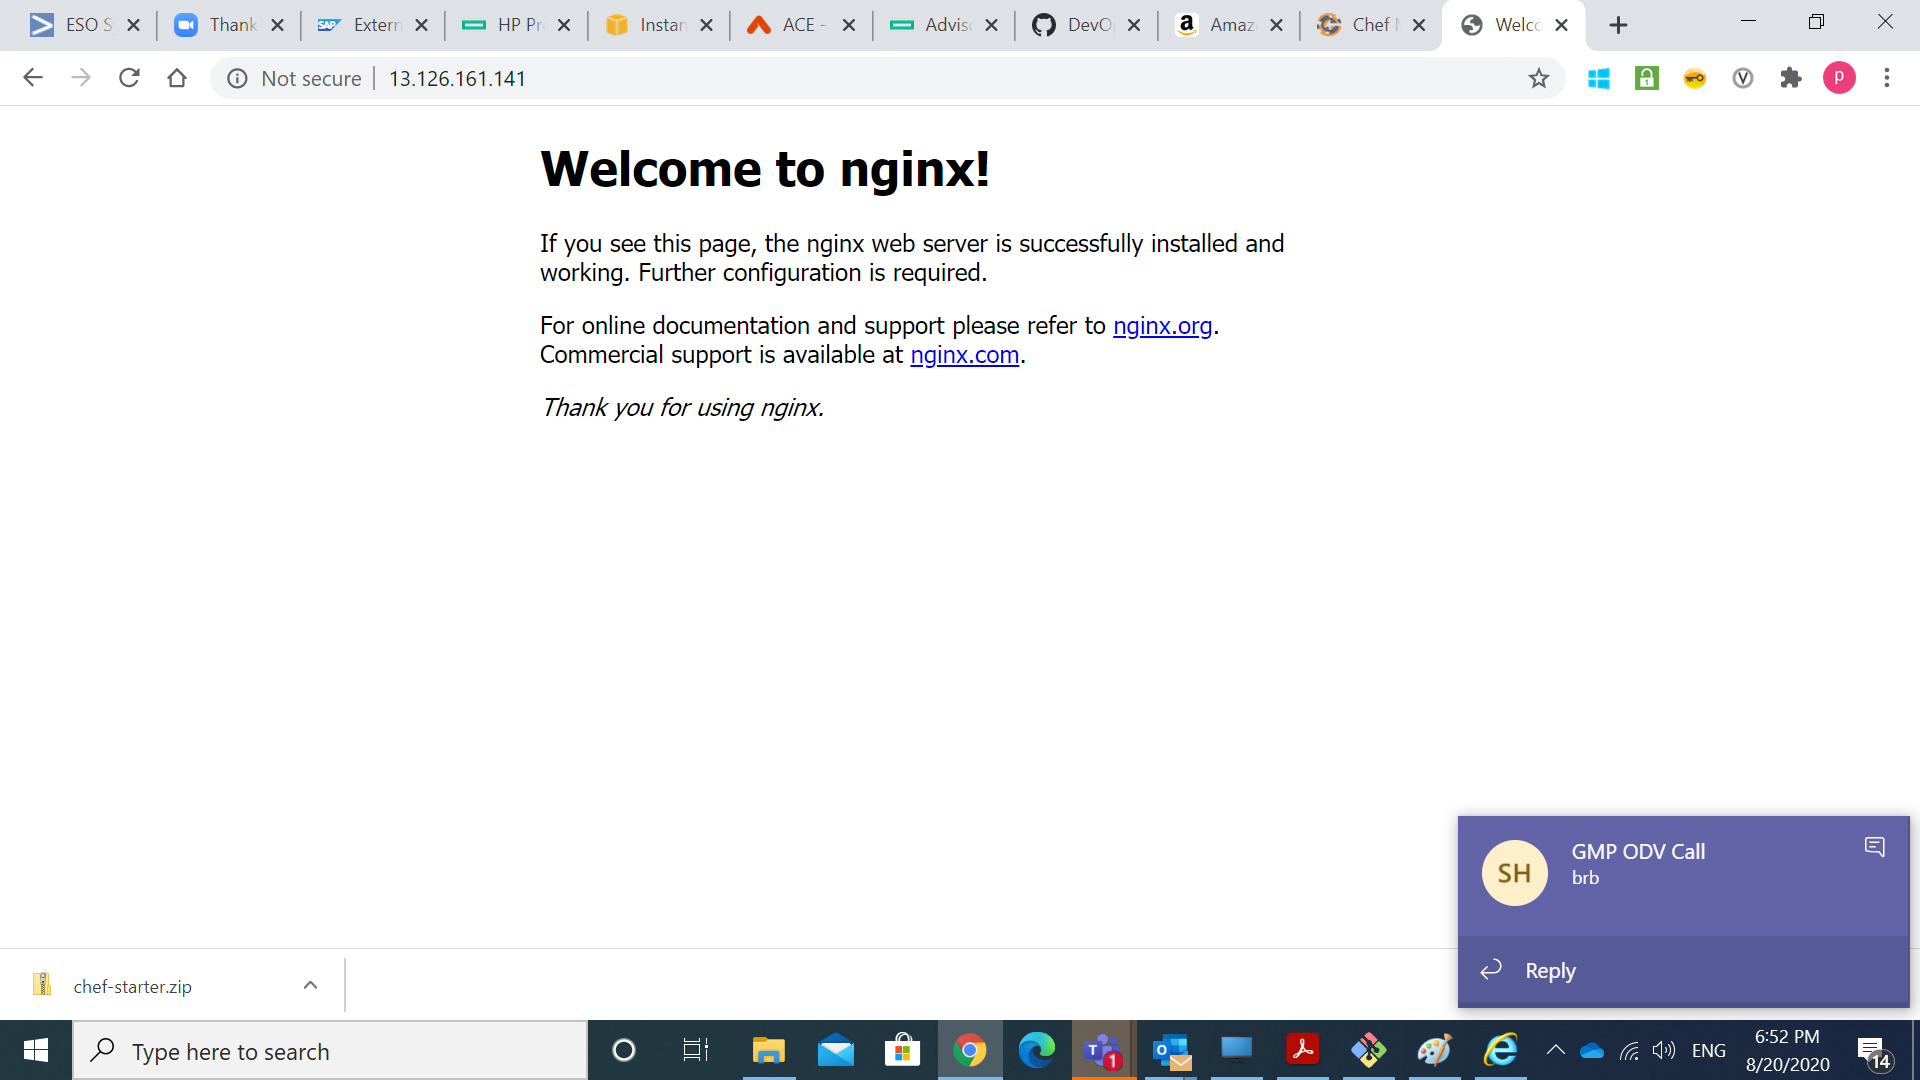 ESO S
Thank
SAP Extern
HP Pr
Instan
ACE -
Advis
DevO
Amaz
Chef
Welco
Not secure
13.126.161.141
P
Welcome to nginx!
If you see this page, the nginx web server is successfully installed and
working. Further configuration is required.
For online documentation and support please refer to nginx.org.
Commercial support is available at nginx.com.
Thank you for using nginx.
SH
GMP ODV Call
brb
Reply
chef-starter.zip
Type here to search
1
ENG
6:52 PM
8/20/2020
14